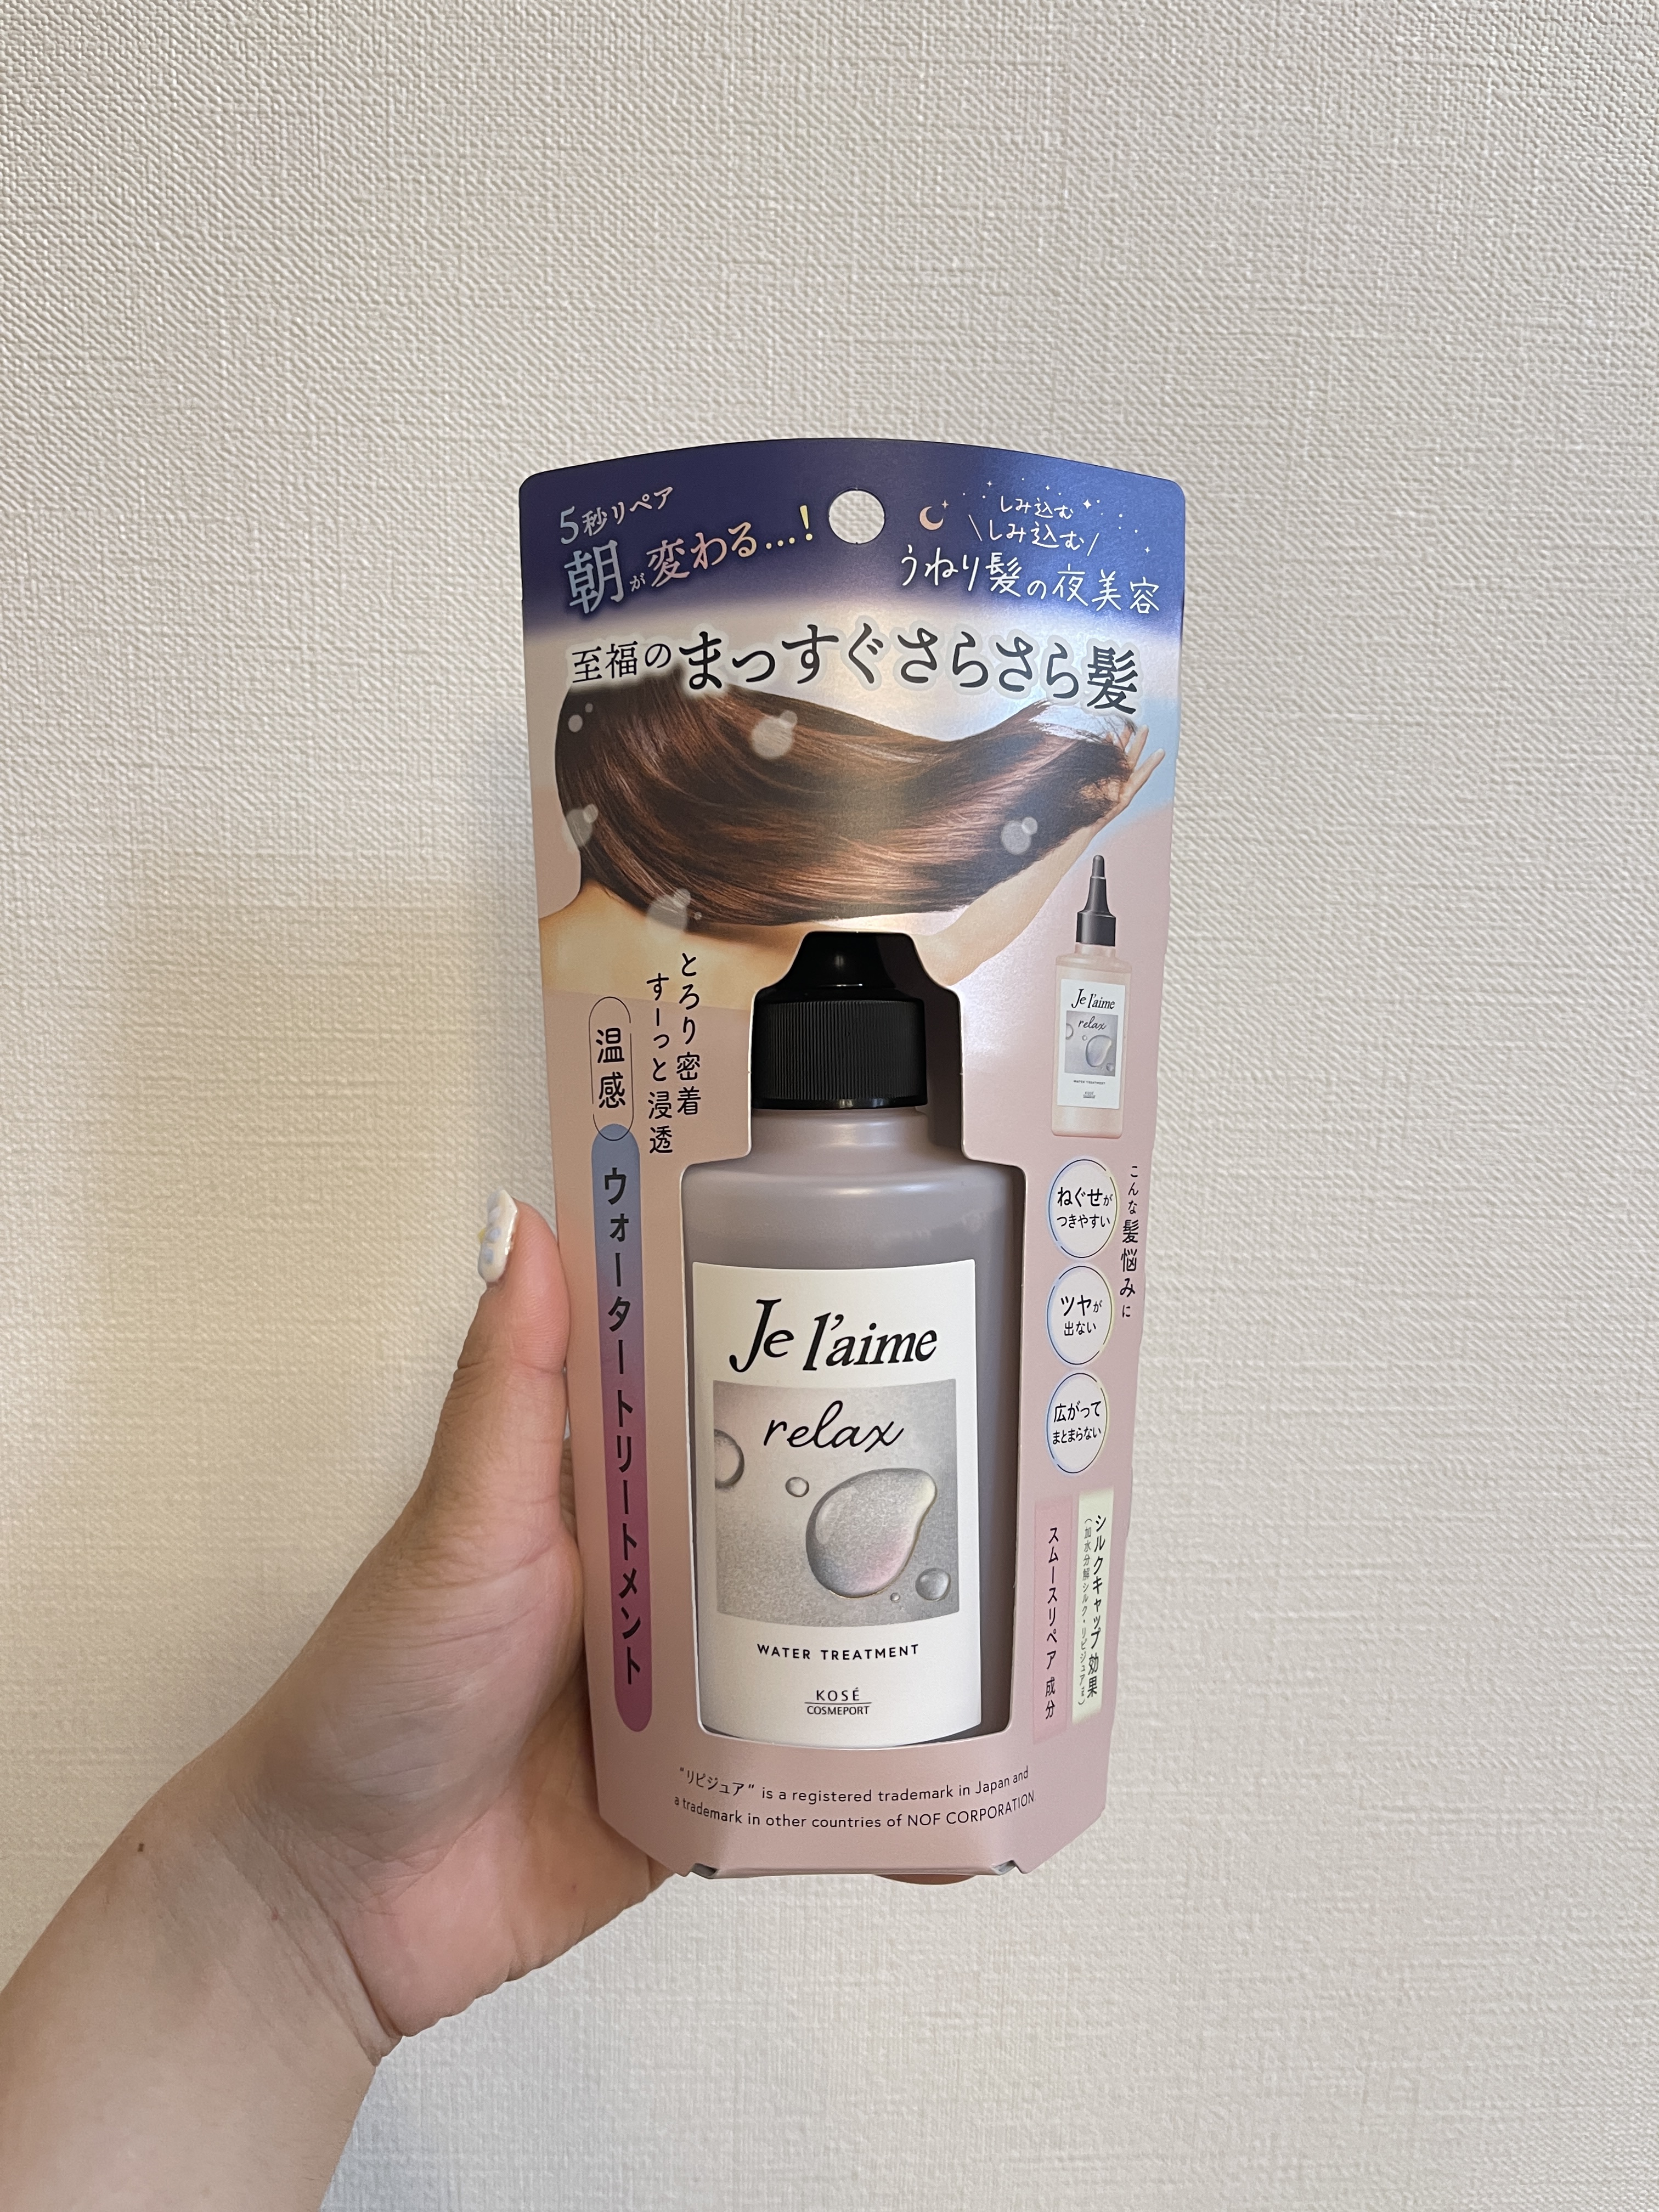 5秒リペア
朝が変わる…!
しみ込む
\しみ込む/
うねり髪の夜美容
至福のまっすぐさらさら髪
とろり密着
すーっと浸透
温感
ウォータートリートメント
Je l'aime
relax
WATER TREATMENT
KOSÉ
COSMEPORT
Je l'aime
relax
WATER TREATMENT
こんな髪悩みに
ねぐせが
つきやすい
ツヤが
出ない
広がって
まとまらない
シルクキャップ効果
(加水分解シルク・リピジュア®)
スムースリペア成分
"リピジュア" is a registered trademark in Japan and
a trademark in other countries of NOF CORPORATION.